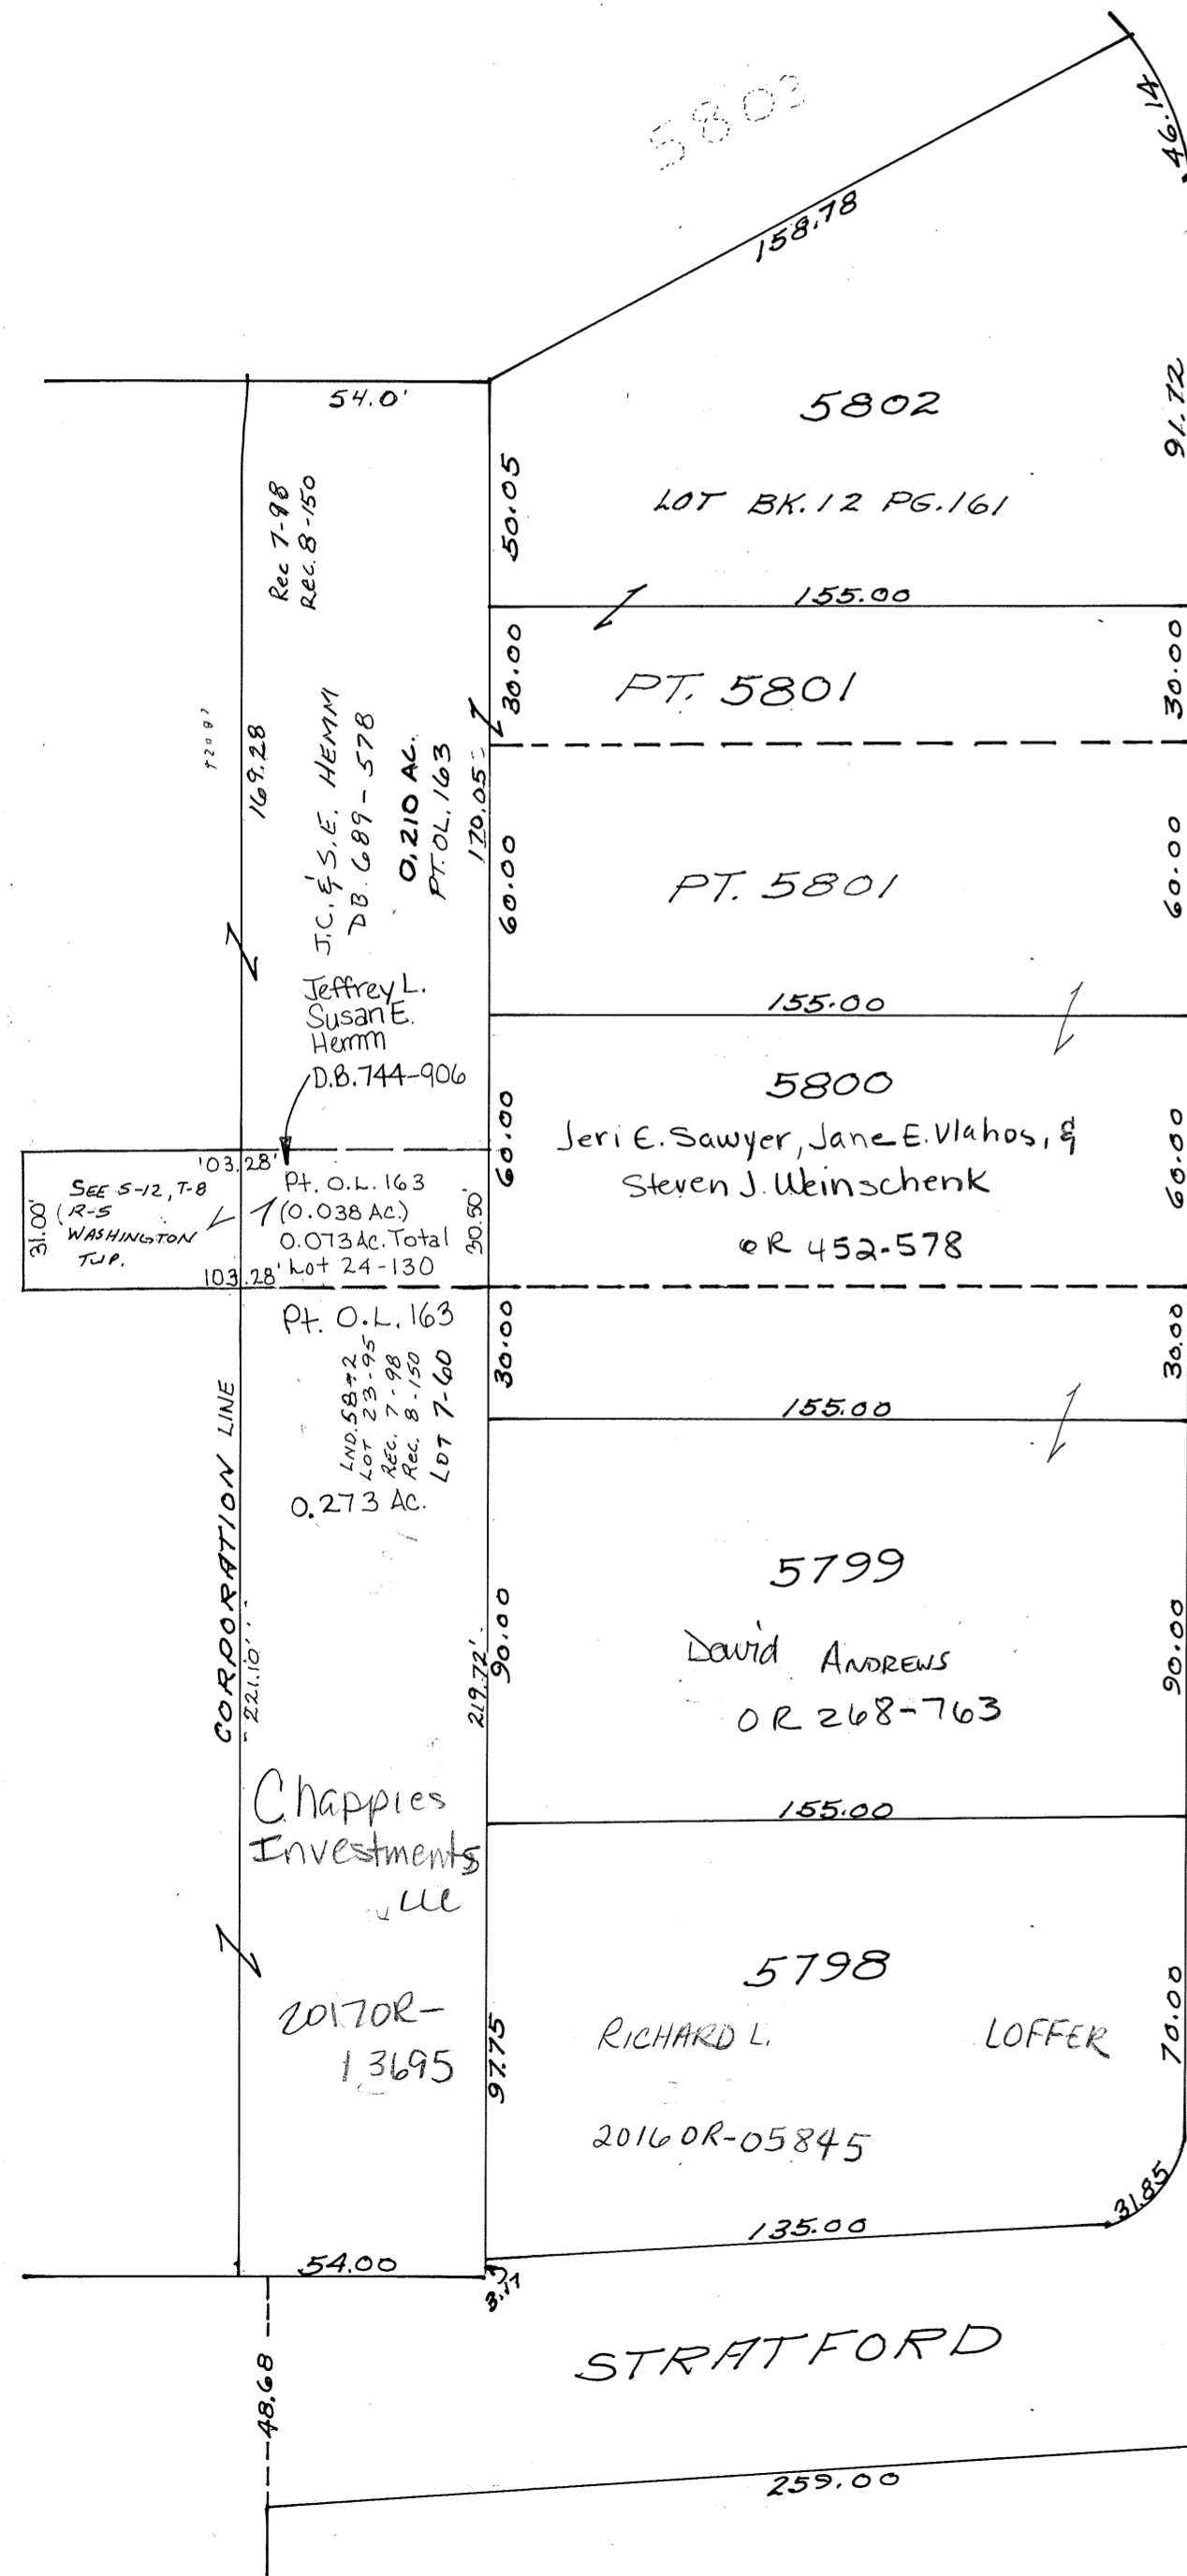 5803
46.14
158.78
54.0'
5802
91.72
50.05
LOT BK.12 PG.161
Rec 7-98
Rec. 8-150
155.00
30.00
PT. 5801
30.00
169.28
J.C. & S.E. HEMM
DB. 689-578
0.210 AC.
PT. OL. 163
170.05
60.00
PT. 5801
60.00
Jeffrey L.
Susan E.
Hemm
D.B. 744-906
155.00
5800
Jeri E. Sawyer, Jane E. Vlahos, &
Steven J. Weinschenk
OR 452-578
60.00
60.00
103.28'
31.00'
SEE S-12, T-8
R-5
WASHINGTON
TWP.
Pt. O.L. 163
(0.038 AC.)
0.073 AC. Total
Lot 24-130
30.50'
103.28'
Pt. O.L. 163
LOT 23-95
REC. 7-98
Rec. 8-150
LOT 7-60
0.273 AC.
30.00
30.00
155.00
CORPORATION LINE
221.10'
5799
David ANDREWS
OR 268-763
219.72'
90.00
90.00
155.00
Chappies
Investments
LLC
2017OR-
13695
5798
RICHARD L. LOFFER
2016OR-05845
97.75
70.00
31.85
135.00
54.00
STRATFORD
48.68
259.00